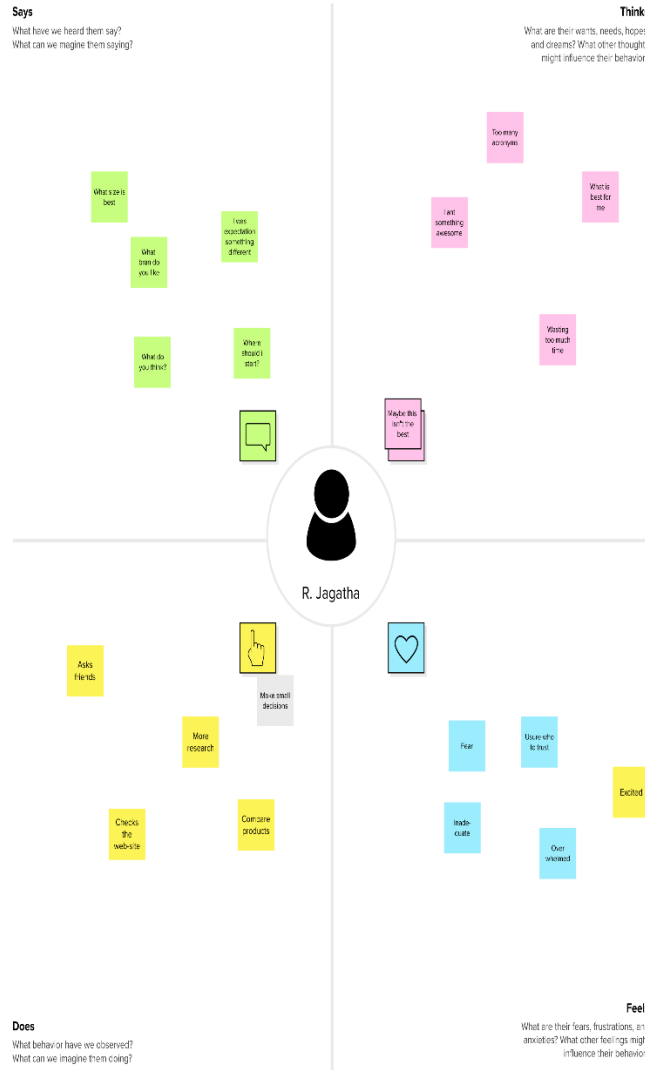 Says
What have we heard them say?
What can we magine them saying?
Think
What are their wants, needs, hopes
and dreams? What other thought
might influence their behavior
Too many
acronyms
What size is
best
What is
best for
me
I ant
something
awesome
I vais
expectation
something
different
What
bran do
you like
Wasting
too much
time
Where
should i
start?
What do
you think?
Maybe this
isn't the
best
R. Jagatha
Asks
friends
Make small
decisions
More
research
Fear
Usure who
to trust
Excited
Checks
the
web-site
Compare
products
Inade-
cuate
Over
wheimed
Does
What behavior have we observed?
What can we imagine them doing?
Feel
What are their fears, frustrations, an
anxieties? What other feelings migh
influence their behavior